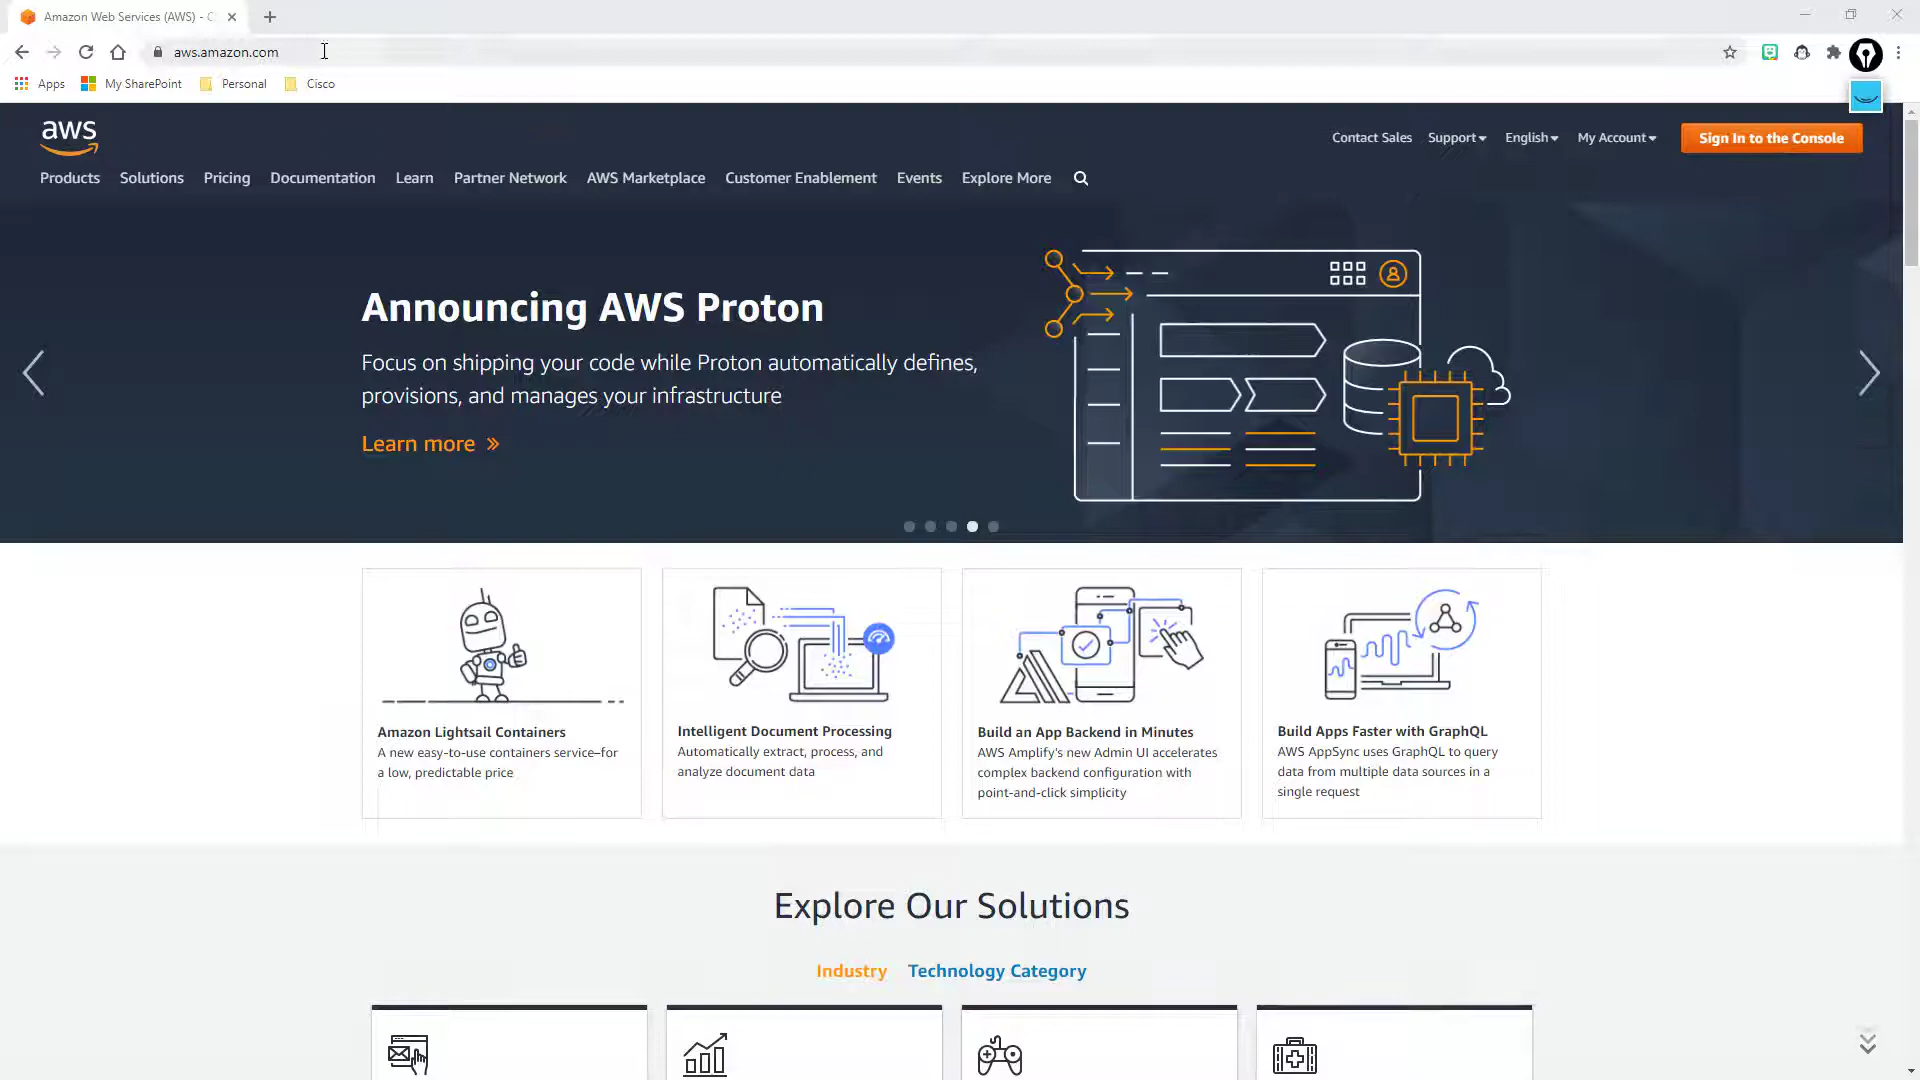 Amazon Web Services (AWS) - C
aws.amazon.com
Apps My SharePoint Personal Cisco
aws
Contact Sales Support English My Account Sign In to the Console
Products Solutions Pricing Documentation Learn Partner Network AWS Marketplace Customer Enablement Events Explore More
Announcing AWS Proton
Focus on shipping your code while Proton automatically defines,
provisions, and manages your infrastructure
Learn more »
Amazon Lightsail Containers
A new easy-to-use containers service–for
a low, predictable price
Intelligent Document Processing
Automatically extract, process, and
analyze document data
Build an App Backend in Minutes
AWS Amplify's new Admin UI accelerates
complex backend configuration with
point-and-click simplicity
Build Apps Faster with GraphQL
AWS AppSync uses GraphQL to query
data from multiple data sources in a
single request
Explore Our Solutions
Industry Technology Category